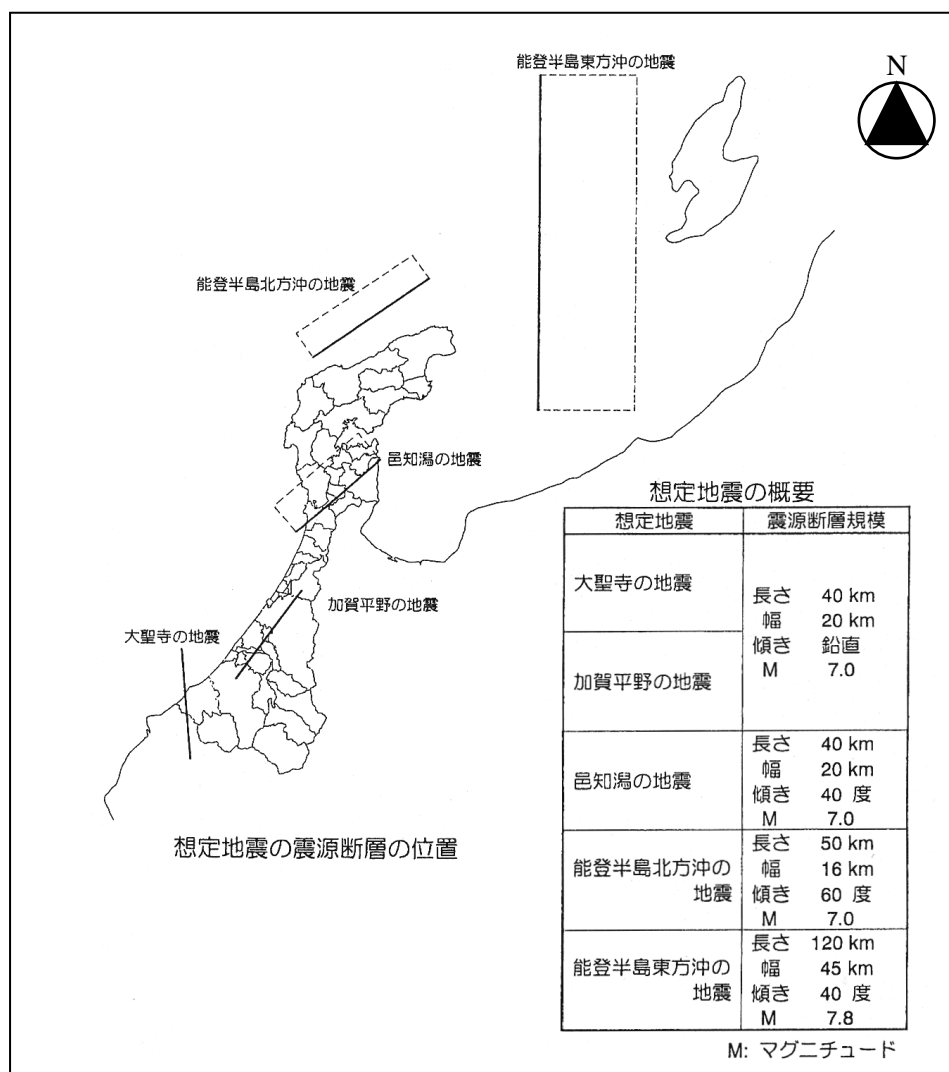 能登半島東方沖の地震
N
能登半島北方沖の地震
邑知潟の地震
加賀平野の地震
大聖寺の地震
想定地震の震源断層の位置
想定地震の概要
想定地震 震源断層規模
大聖寺の地震
加賀平野の地震
長さ 40 km
幅 20 km
傾き 鉛直
M 7.0
邑知潟の地震
長さ 40 km
幅 20 km
傾き 40 度
M 7.0
能登半島北方沖の
地震
長さ 50 km
幅 16 km
傾き 60 度
M 7.0
能登半島東方沖の
地震
長さ 120 km
幅 45 km
傾き 40 度
M 7.8
M: マグニチュード